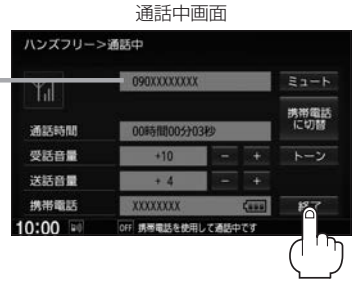 通話中画面
ハンズフリー>通話中
090XXXXXXXX
ミュート
携帯電話
に切替
通話時間 00時間00分03秒
受話音量 +10 − + トーン
送話音量 + 4 − +
携帯電話 XXXXXXXX 終了
10:00 OFF 携帯電話を使用して通話中です